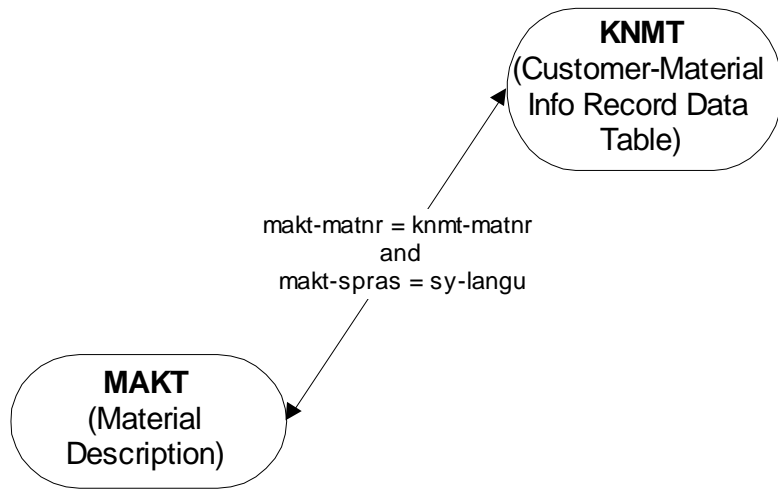 KNMT
(Customer-Material
Info Record Data
Table)
makt-matnr = knmt-matnr
and
makt-spras = sy-langu
MAKT
(Material
Description)